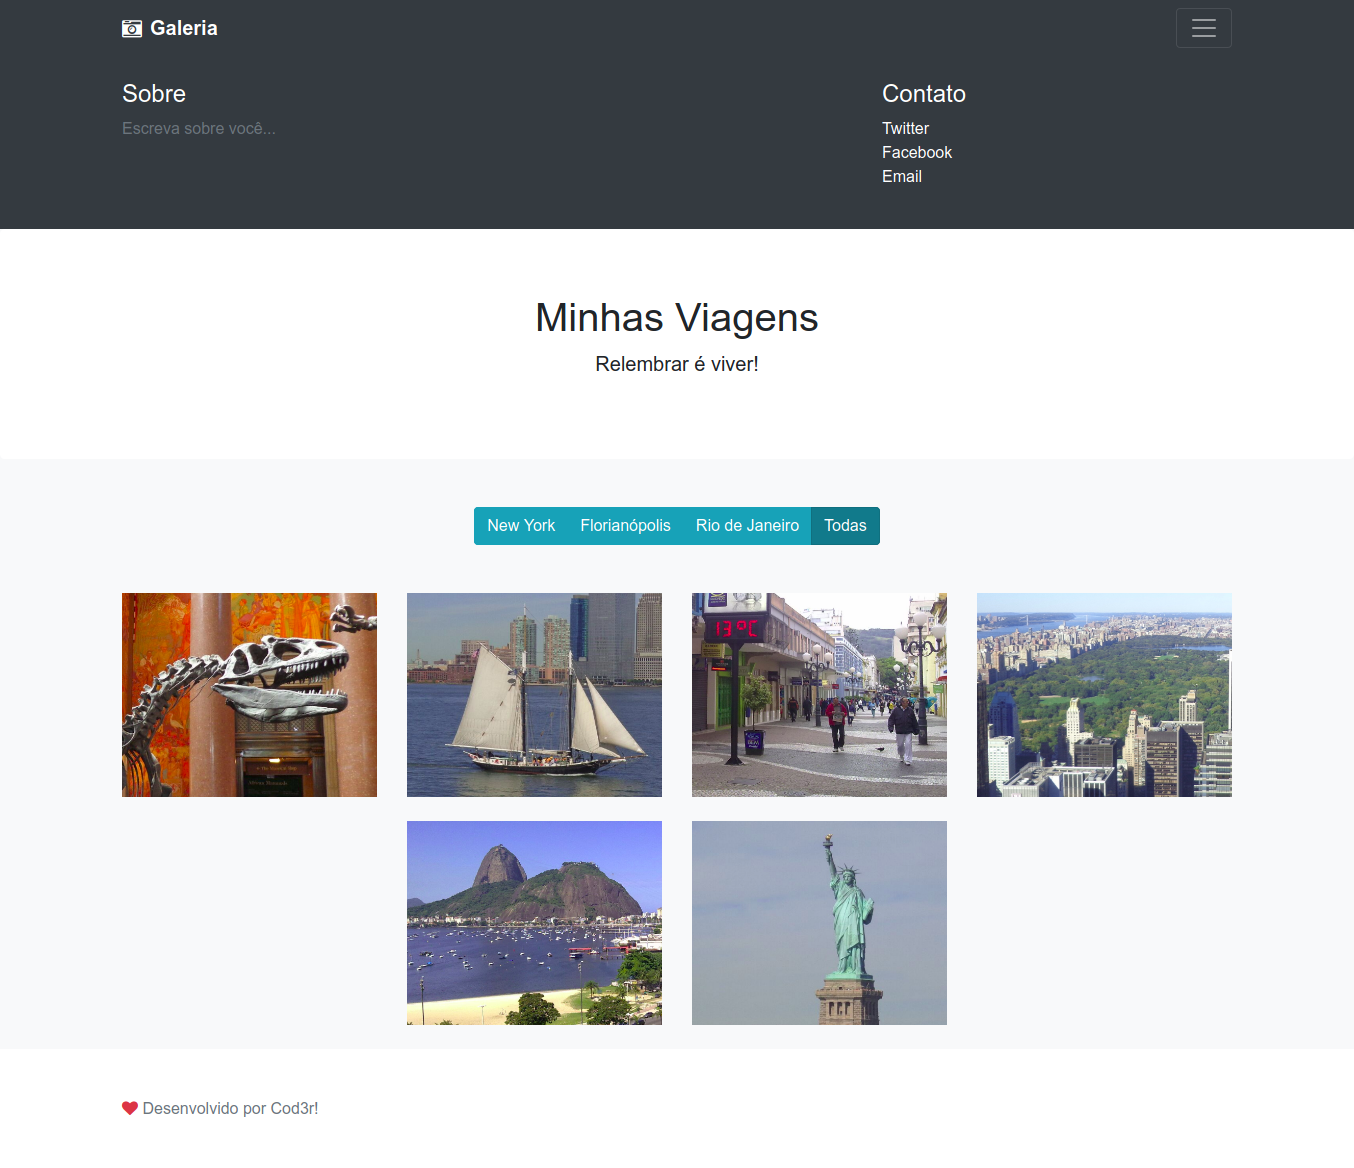 Galeria
Sobre
Escreva sobre você...
Contato
Twitter
Facebook
Email
Minhas Viagens
Relembrar é viver!
New York Florianópolis Rio de Janeiro Todas
13°C
Desenvolvido por Cod3r!